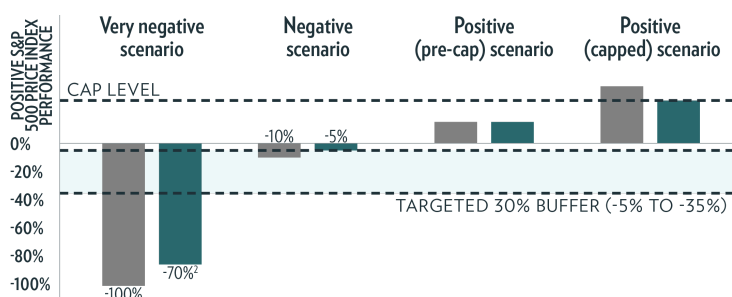 Very negative
scenario
Negative
scenario
Positive
(pre-cap) scenario
Positive
(capped) scenario
POSITIVE S&P
500 PRICE INDEX
PERFORMANCE
CAP LEVEL
0%
-20%
-40%
-60%
-80%
-100%
-10%
-5%
TARGETED 30% BUFFER (-5% TO -35%)
-70%²
-100%